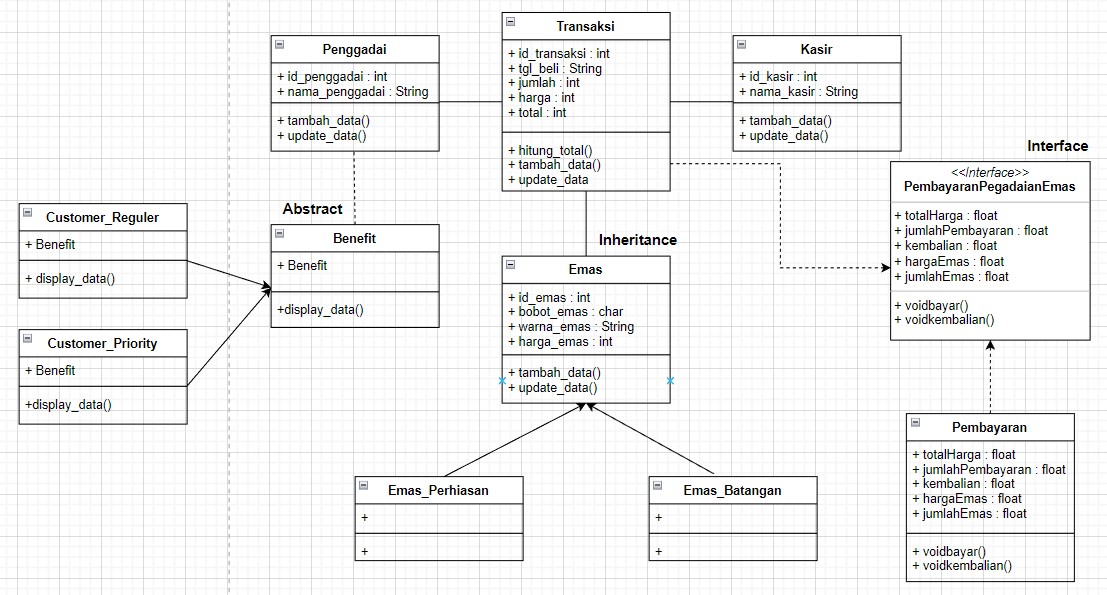 Transaksi
+ id_transaksi : int
+ tgl_beli : String
+ jumlah : int
+ harga : int
+ total : int
+ hitung_total()
+ tambah_data()
+ update_data
Penggadai
+ id_penggadai : int
+ nama_penggadai : String
+ tambah_data()
+ update_data()
Kasir
+ id_kasir : int
+ nama_kasir : String
+ tambah_data()
+ update_data()
Interface
<<Interface>>
PembayaranPegadaianEmas
+ totalHarga : float
+ jumlahPembayaran : float
+ kembalian : float
+ hargaEmas : float
+ jumlahEmas : float
+ voidbayar()
+ voidkembalian()
Customer_Reguler
+ Benefit
+ display_data()
Abstract
Benefit
+ Benefit
+display_data()
Inheritance
Emas
+ id_emas : int
+ bobot_emas : char
+ warna_emas : String
+ harga_emas : int
+ tambah_data()
+ update_data()
Customer_Priority
+ Benefit
+display_data()
Emas_Perhiasan
+
+
Emas_Batangan
+
+
Pembayaran
+ totalHarga : float
+ jumlahPembayaran : float
+ kembalian : float
+ hargaEmas : float
+ jumlahEmas : float
+ voidbayar()
+ voidkembalian()